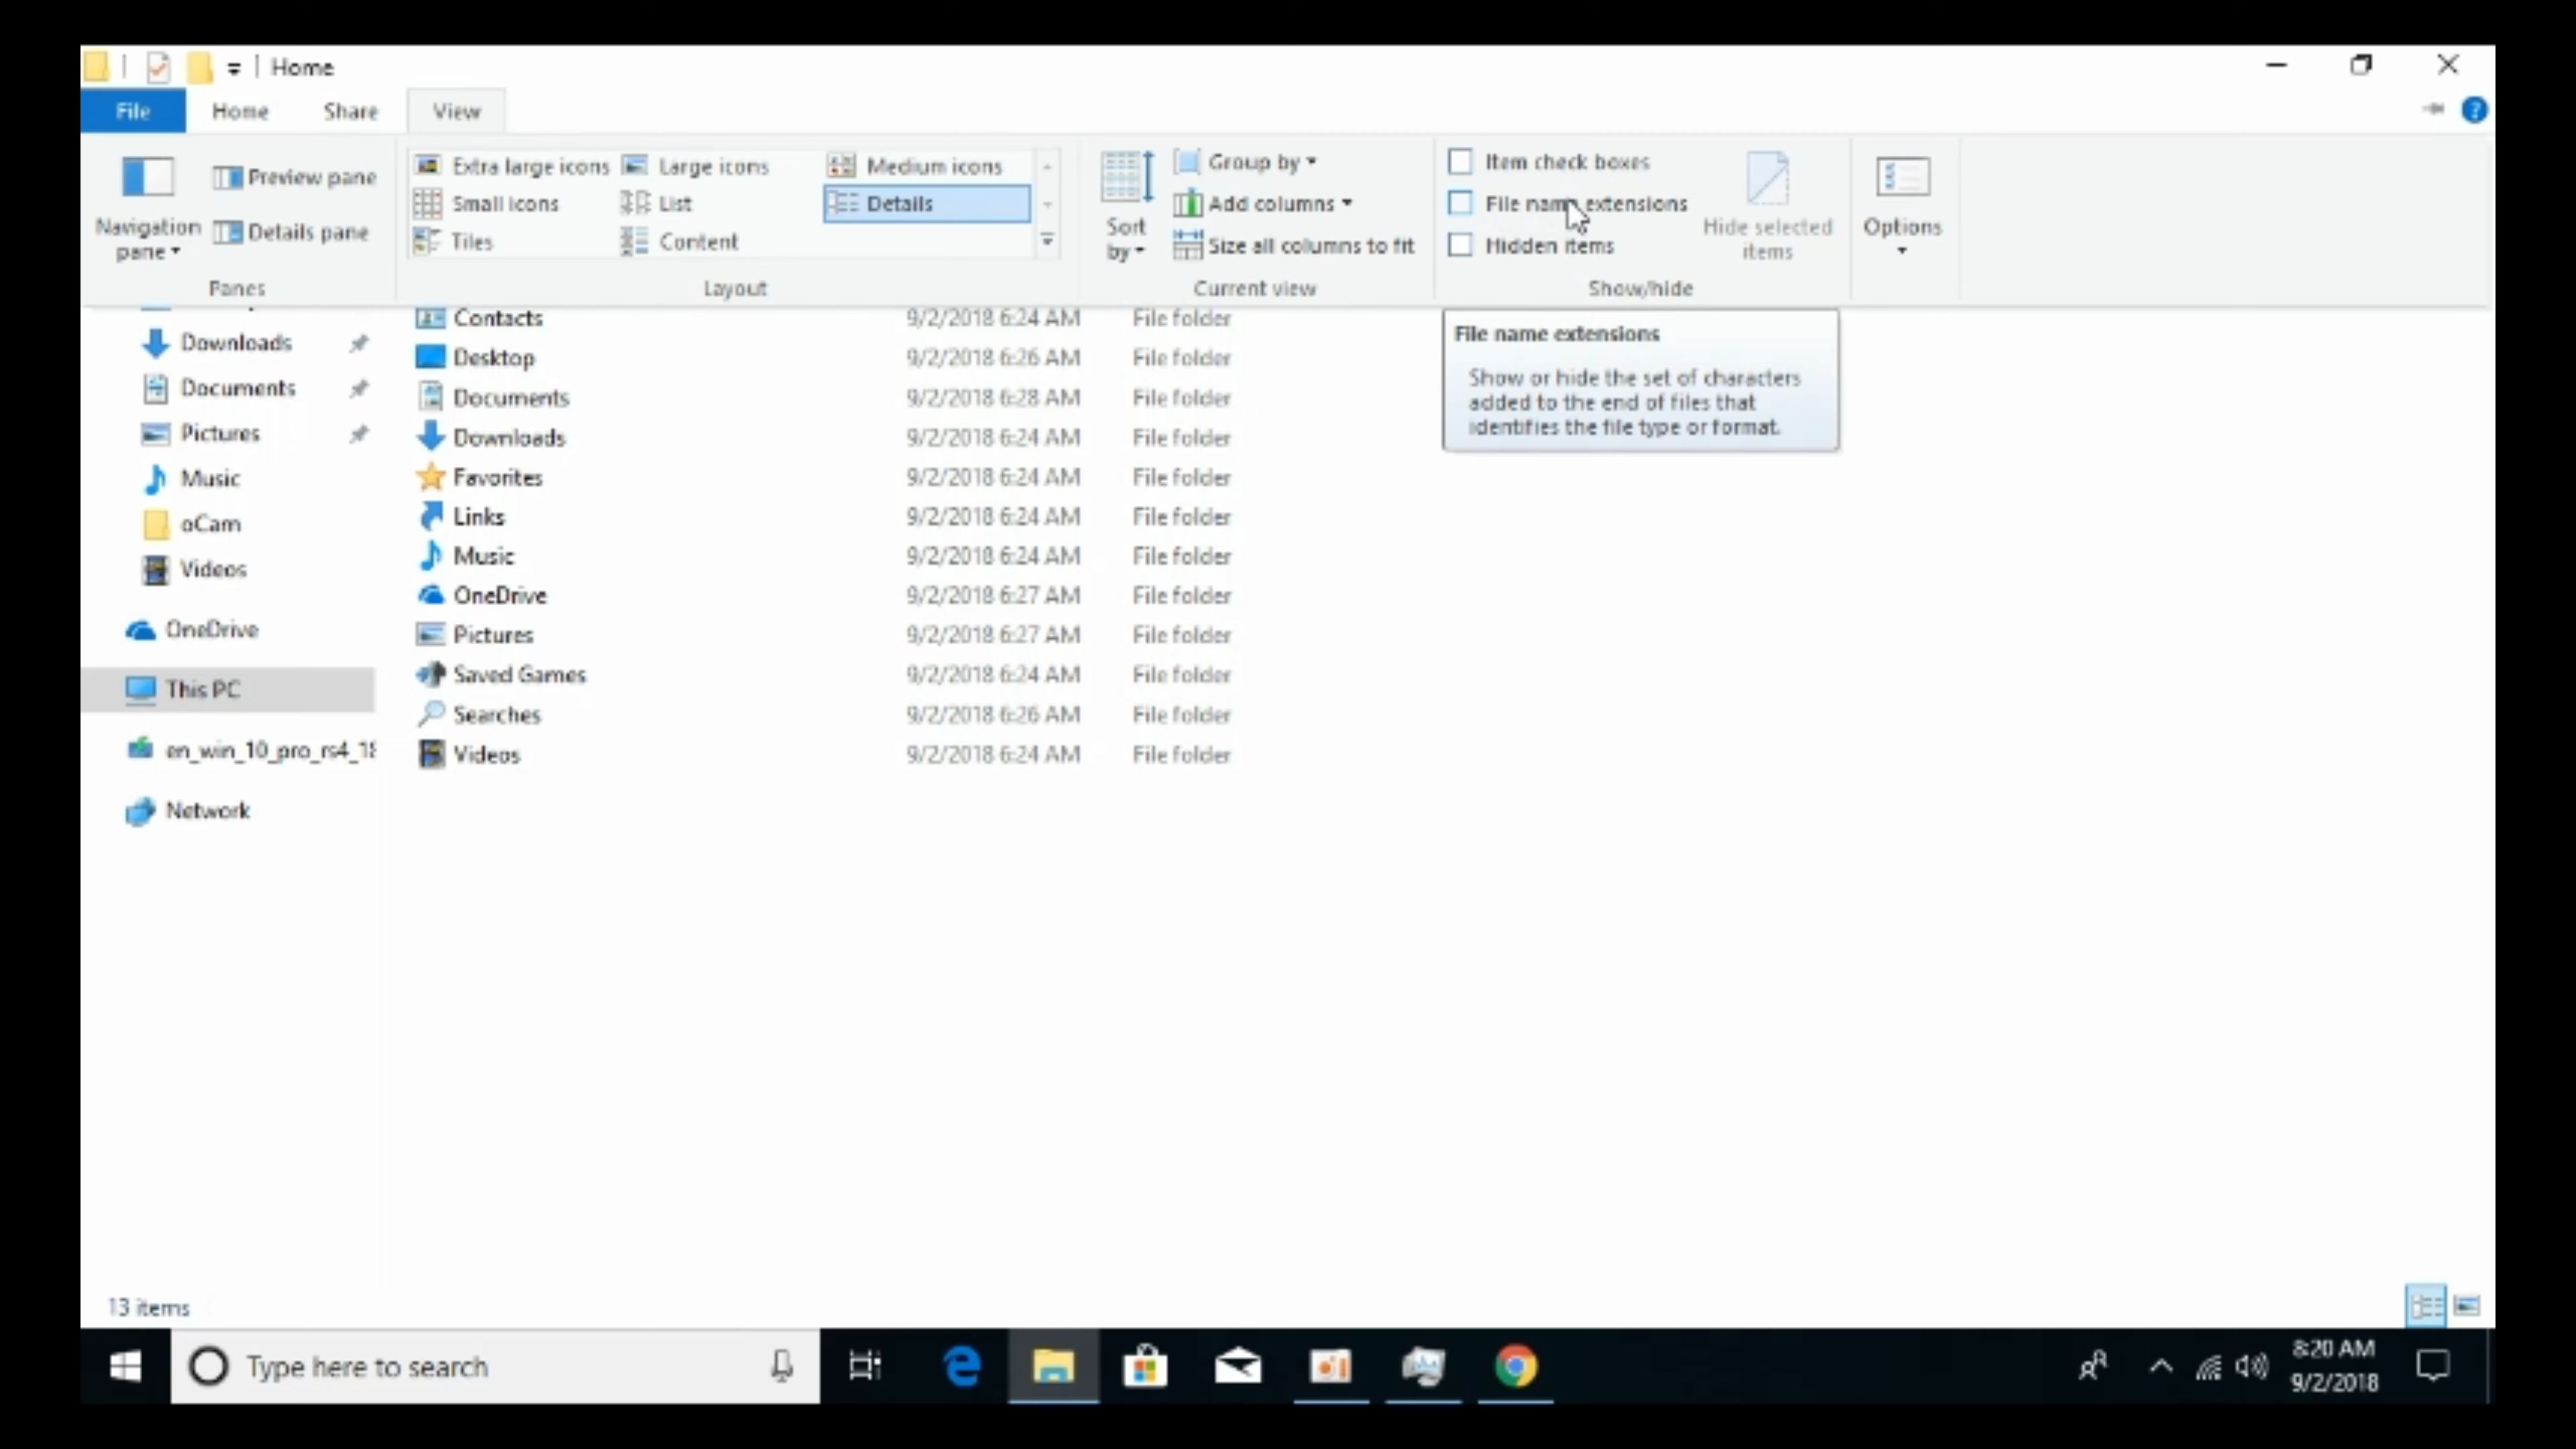 Home
File Home Share View
Navigation pane
Preview pane
Details pane
Panes
Extra large icons Large icons Medium icons
Small icons List Details
Tiles Content
Layout
Sort by
Group by
Add columns
Size all columns to fit
Current view
Item check boxes
File name extensions
Hidden items
Hide selected items
Show/hide
Options
File name extensions
Show or hide the set of characters
added to the end of files that
identifies the file type or format.
Downloads
Documents
Pictures
Music
oCam
Videos
OneDrive
This PC
en_win_10_pro_rs4_18
Network
Contacts 9/2/2018 6:24 AM File folder
Desktop 9/2/2018 6:26 AM File folder
Documents 9/2/2018 6:28 AM File folder
Downloads 9/2/2018 6:24 AM File folder
Favorites 9/2/2018 6:24 AM File folder
Links 9/2/2018 6:24 AM File folder
Music 9/2/2018 6:24 AM File folder
OneDrive 9/2/2018 6:27 AM File folder
Pictures 9/2/2018 6:27 AM File folder
Saved Games 9/2/2018 6:24 AM File folder
Searches 9/2/2018 6:26 AM File folder
Videos 9/2/2018 6:24 AM File folder
13 items
Type here to search
8:20 AM
9/2/2018